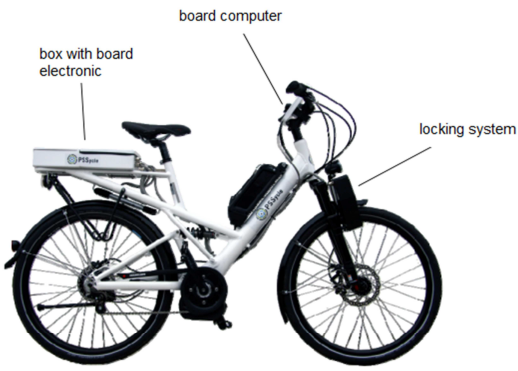 board computer
box with board
electronic
locking system
PSSycle
PSSycle